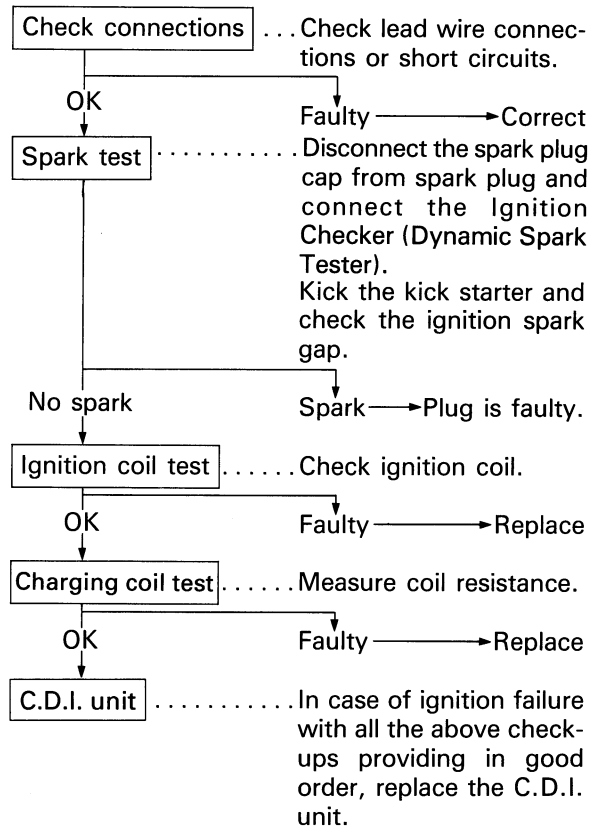 Check connections ... Check lead wire connec-
tions or short circuits.
OK
Faulty Correct
Spark test .......... Disconnect the spark plug
cap from spark plug and
connect the Ignition
Checker (Dynamic Spark
Tester).
Kick the kick starter and
check the ignition spark
gap.
No spark Spark Plug is faulty.
Ignition coil test ...... Check ignition coil.
OK Faulty Replace
Charging coil test ...... Measure coil resistance.
OK Faulty Replace
C.D.I. unit .......... In case of ignition failure
with all the above check-
ups providing in good
order, replace the C.D.I.
unit.